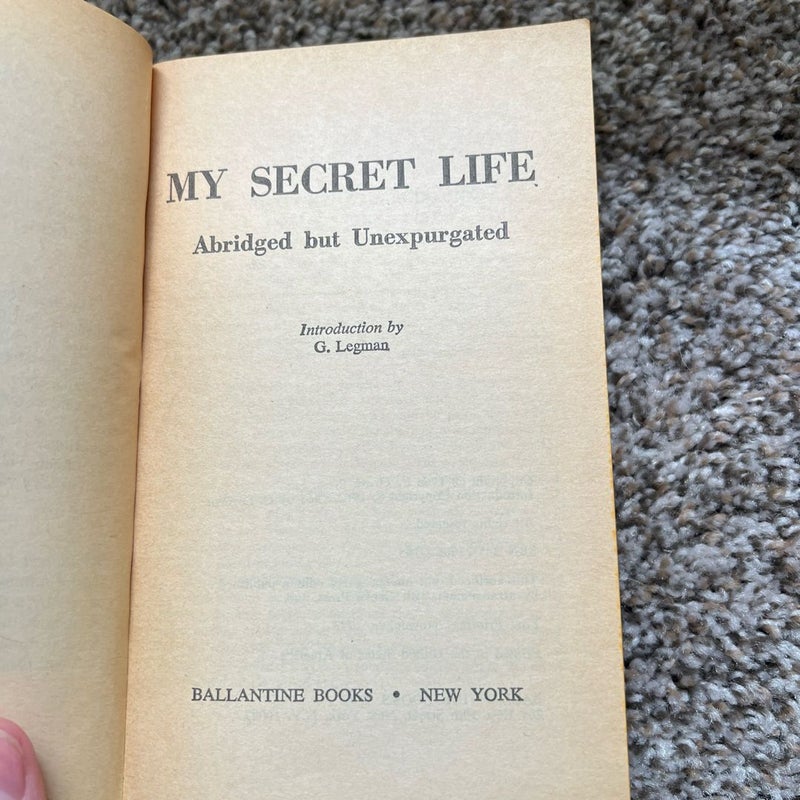 MY SECRET LIFE
Abridged but Unexpurgated
Introduction by
G. Legman
BALLANTINE BOOKS • NEW YORK